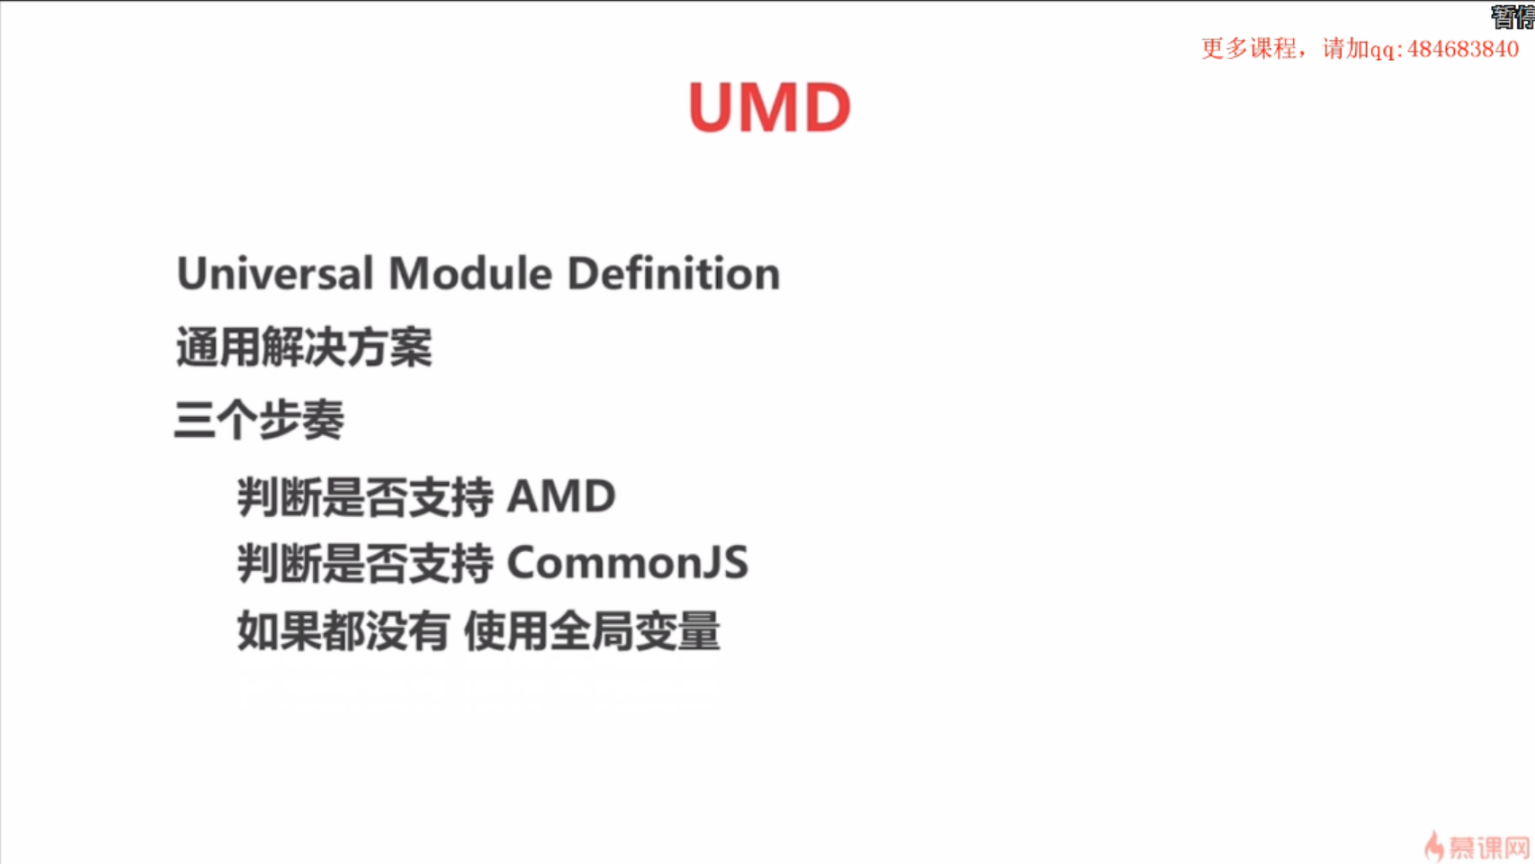 暂停
更多课程，请加qq:484683840
UMD
Universal Module Definition
通用解决方案
三个步奏
判断是否支持 AMD
判断是否支持 CommonJS
如果都没有 使用全局变量
慕课网